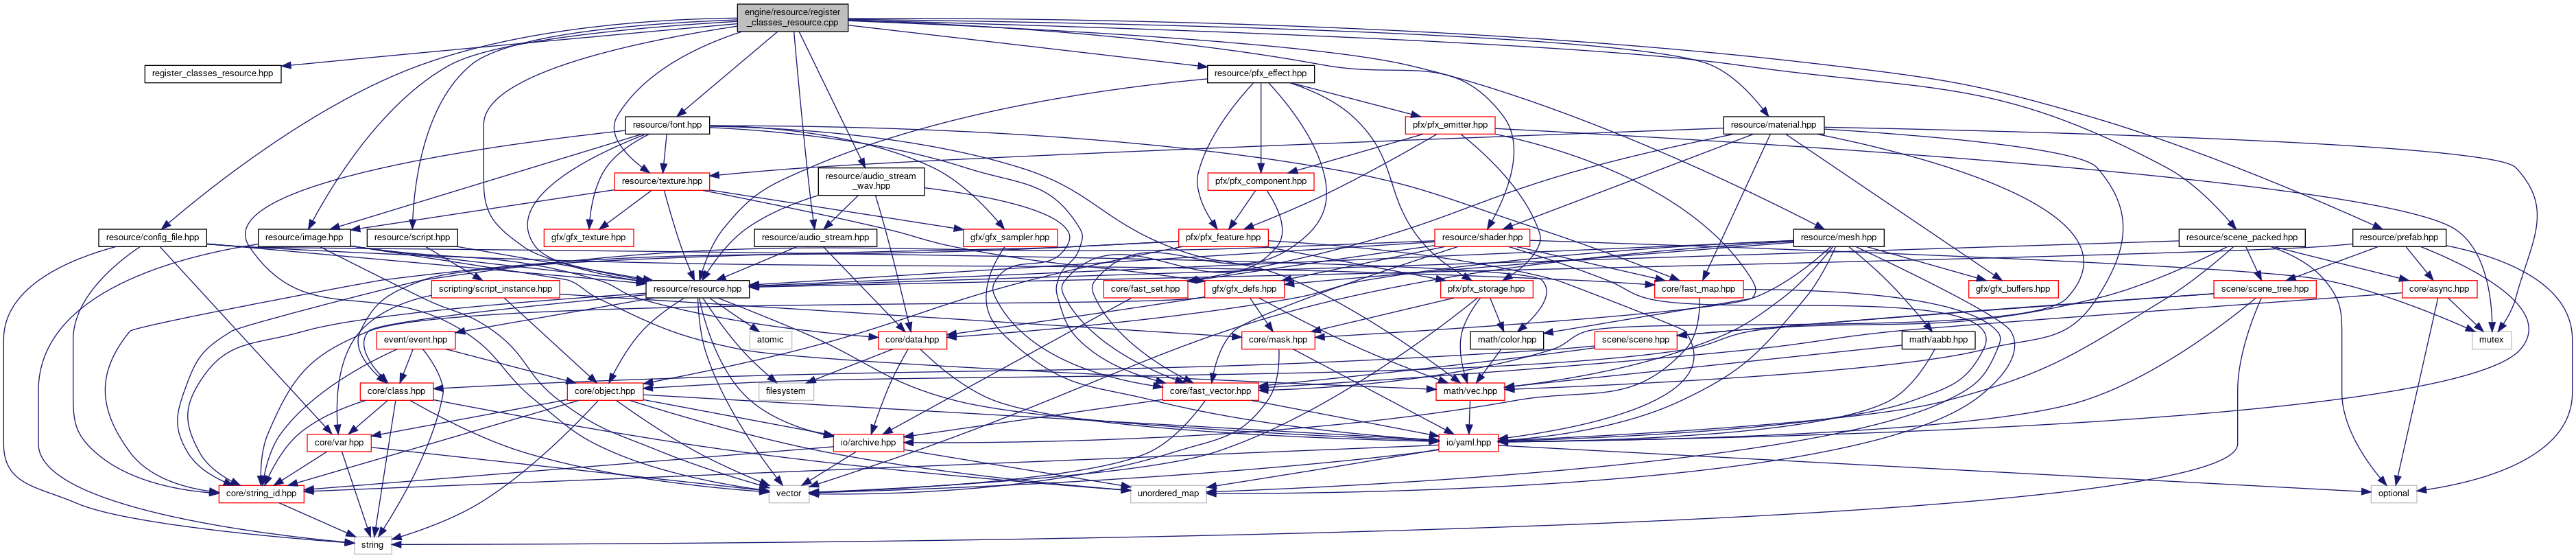 engine/resource/register
_classes_resource.cpp
register_classes_resource.hpp
resource/pfx_effect.hpp
resource/font.hpp
pfx/pfx_emitter.hpp
resource/material.hpp
resource/texture.hpp
resource/audio_stream
_wav.hpp
pfx/pfx_component.hpp
resource/config_file.hpp
resource/image.hpp
resource/script.hpp
gfx/gfx_texture.hpp
resource/audio_stream.hpp
gfx/gfx_sampler.hpp
pfx/pfx_feature.hpp
resource/shader.hpp
resource/mesh.hpp
resource/scene_packed.hpp
resource/prefab.hpp
scripting/script_instance.hpp
resource/resource.hpp
core/fast_set.hpp
gfx/gfx_defs.hpp
pfx/pfx_storage.hpp
core/fast_map.hpp
gfx/gfx_buffers.hpp
scene/scene_tree.hpp
core/async.hpp
event/event.hpp
atomic
core/data.hpp
core/mask.hpp
math/color.hpp
scene/scene.hpp
math/aabb.hpp
mutex
core/class.hpp
core/object.hpp
filesystem
core/fast_vector.hpp
math/vec.hpp
core/var.hpp
io/archive.hpp
io/yaml.hpp
core/string_id.hpp
vector
unordered_map
optional
string